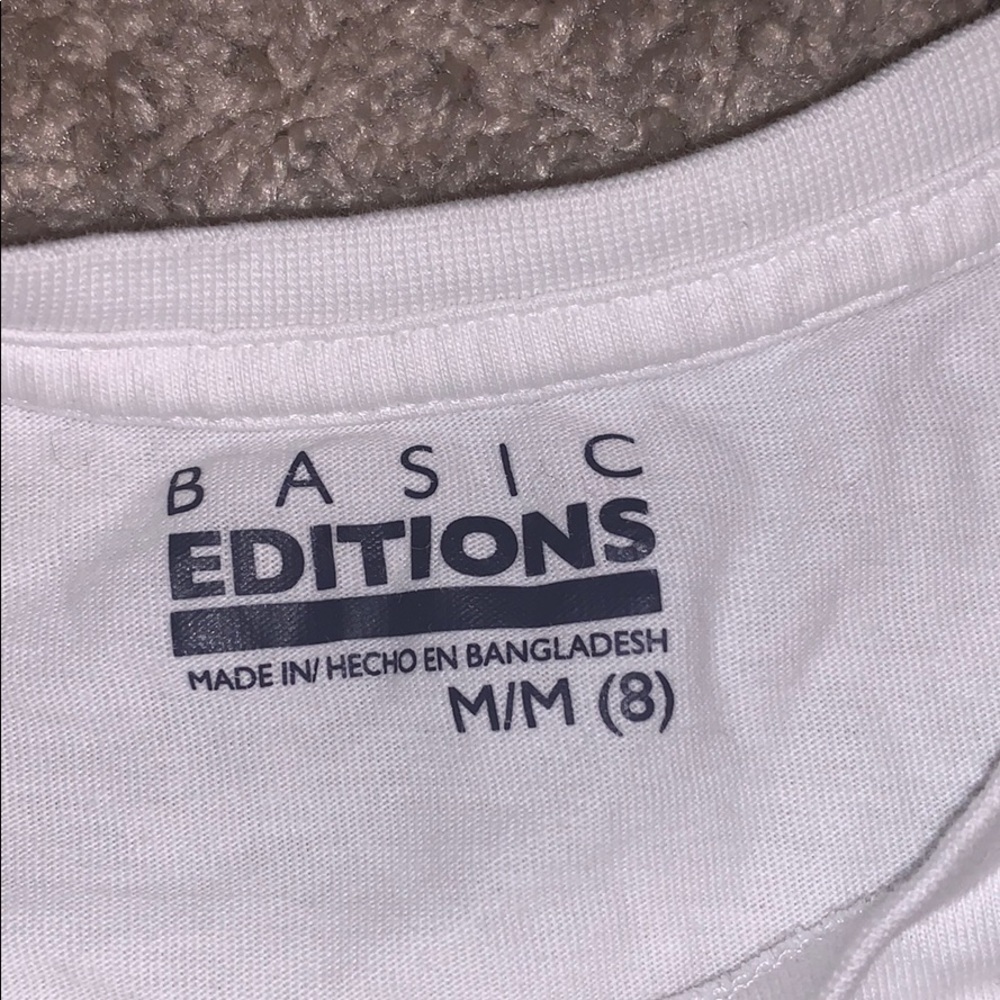 BASIC
EDITIONS
MADE IN/ HECHO EN BANGLADESH
M/M (8)